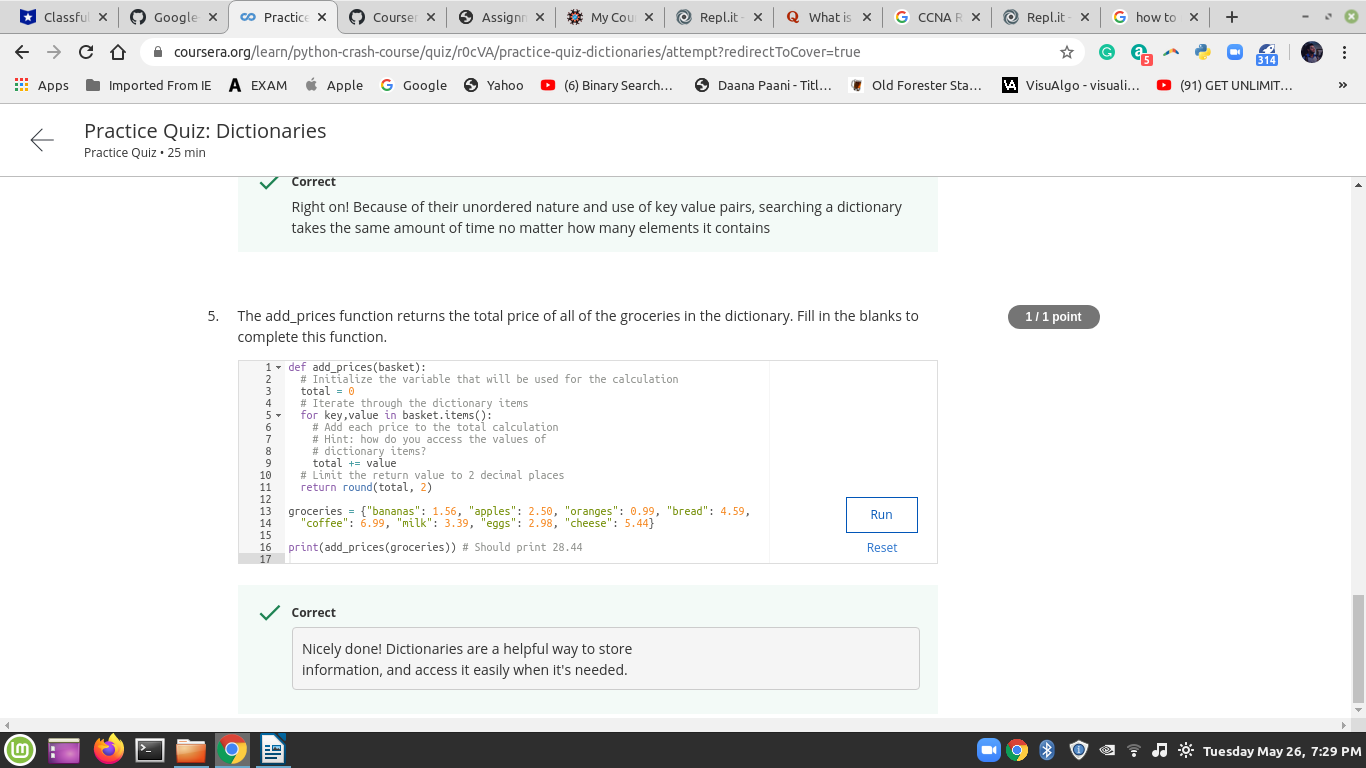 Classfu
Google
Practice
Courser
Assignm
My Cou
Repl.it -
What is
CCNA R
Repl.it -
how to
coursera.org/learn/python-crash-course/quiz/r0cVA/practice-quiz-dictionaries/attempt?redirectToCover=true
5
314
Apps
Imported From IE
EXAM
Apple
Google
Yahoo
(6) Binary Search...
Daana Paani - Titl...
Old Forester Sta...
VisuAlgo - visuali...
(91) GET UNLIMIT...
»
Practice Quiz: Dictionaries
Practice Quiz • 25 min
Correct
Right on! Because of their unordered nature and use of key value pairs, searching a dictionary
takes the same amount of time no matter how many elements it contains
5. The add_prices function returns the total price of all of the groceries in the dictionary. Fill in the blanks to
complete this function.
1 / 1 point
1 def add_prices(basket):
2 # Initialize the variable that will be used for the calculation
3 total = 0
4 # Iterate through the dictionary items
5 for key,value in basket.items():
6 # Add each price to the total calculation
7 # Hint: how do you access the values of
8 # dictionary items?
9 total += value
10 # Limit the return value to 2 decimal places
11 return round(total, 2)
12
13 groceries = {"bananas": 1.56, "apples": 2.50, "oranges": 0.99, "bread": 4.59,
14 "coffee": 6.99, "milk": 3.39, "eggs": 2.98, "cheese": 5.44}
15
16 print(add_prices(groceries)) # Should print 28.44
17
Run
Reset
Correct
Nicely done! Dictionaries are a helpful way to store
information, and access it easily when it's needed.
Tuesday May 26, 7:29 PM